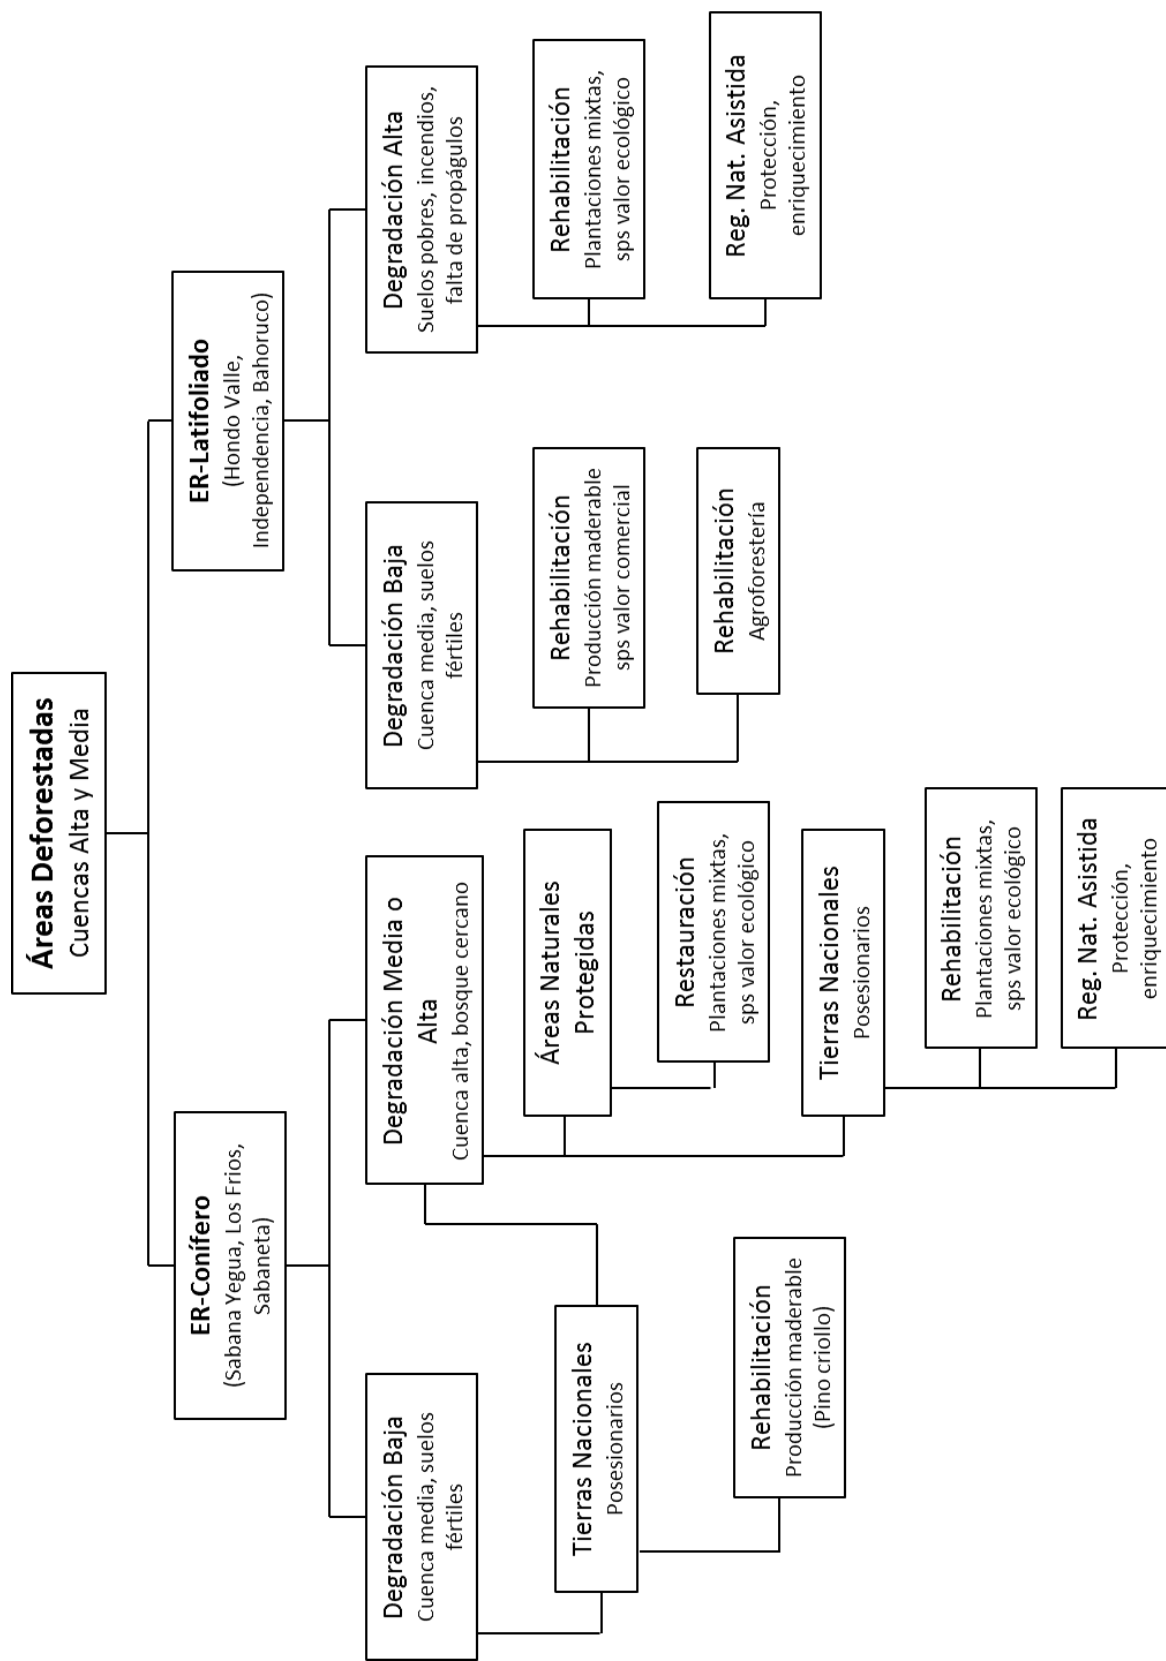 Áreas Deforestadas
Cuencas Alta y Media
ER-Conífero
(Sabana Yegua, Los Frios,
Sabaneta)
ER-Latifoliado
(Hondo Valle,
Independencia, Bahoruco)
Degradación Baja
Cuenca media, suelos
fértiles
Degradación Media o
Alta
Cuenca alta, bosque cercano
Degradación Baja
Cuenca media, suelos
fértiles
Degradación Alta
Suelos pobres, incendios,
falta de propágulos
Tierras Nacionales
Posesionarios
Rehabilitación
Producción maderable
(Pino criollo)
Áreas Naturales
Protegidas
Restauración
Plantaciones mixtas,
sps valor ecológico
Tierras Nacionales
Posesionarios
Rehabilitación
Plantaciones mixtas,
sps valor ecológico
Reg. Nat. Asistida
Protección,
enriquecimiento
Rehabilitación
Producción maderable
sps valor comercial
Rehabilitación
Agroforestería
Rehabilitación
Plantaciones mixtas,
sps valor ecológico
Reg. Nat. Asistida
Protección,
enriquecimiento